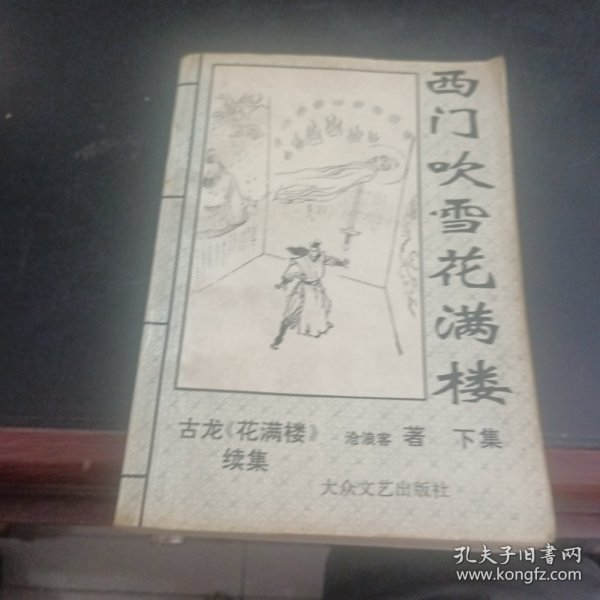 西门吹雪花满楼
古龙《花满楼》
续集
沧浪客 著 下集
大众文艺出版社
孔夫子旧书网
www.kongfz.com